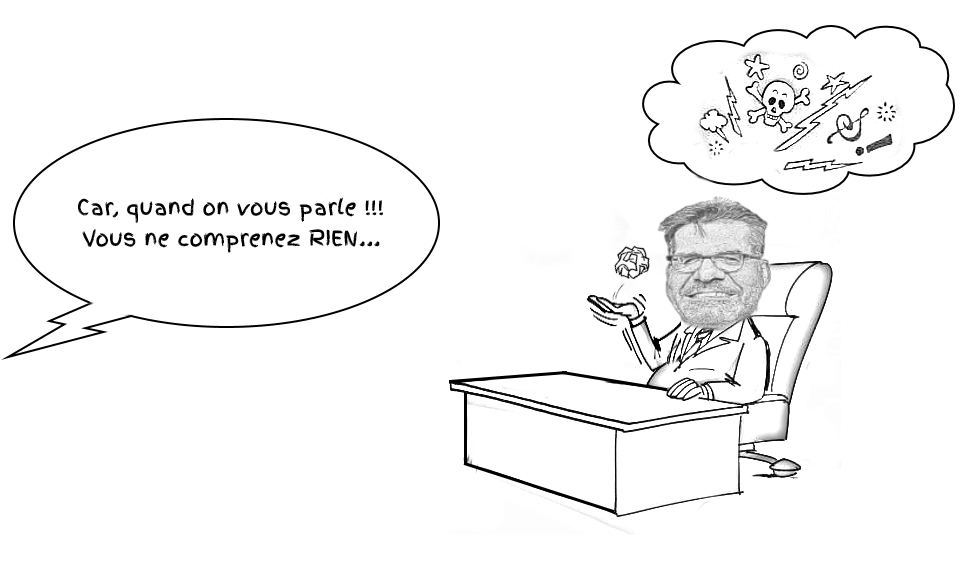 Car, quand on vous parle !!!
Vous ne comprenez RIEN...